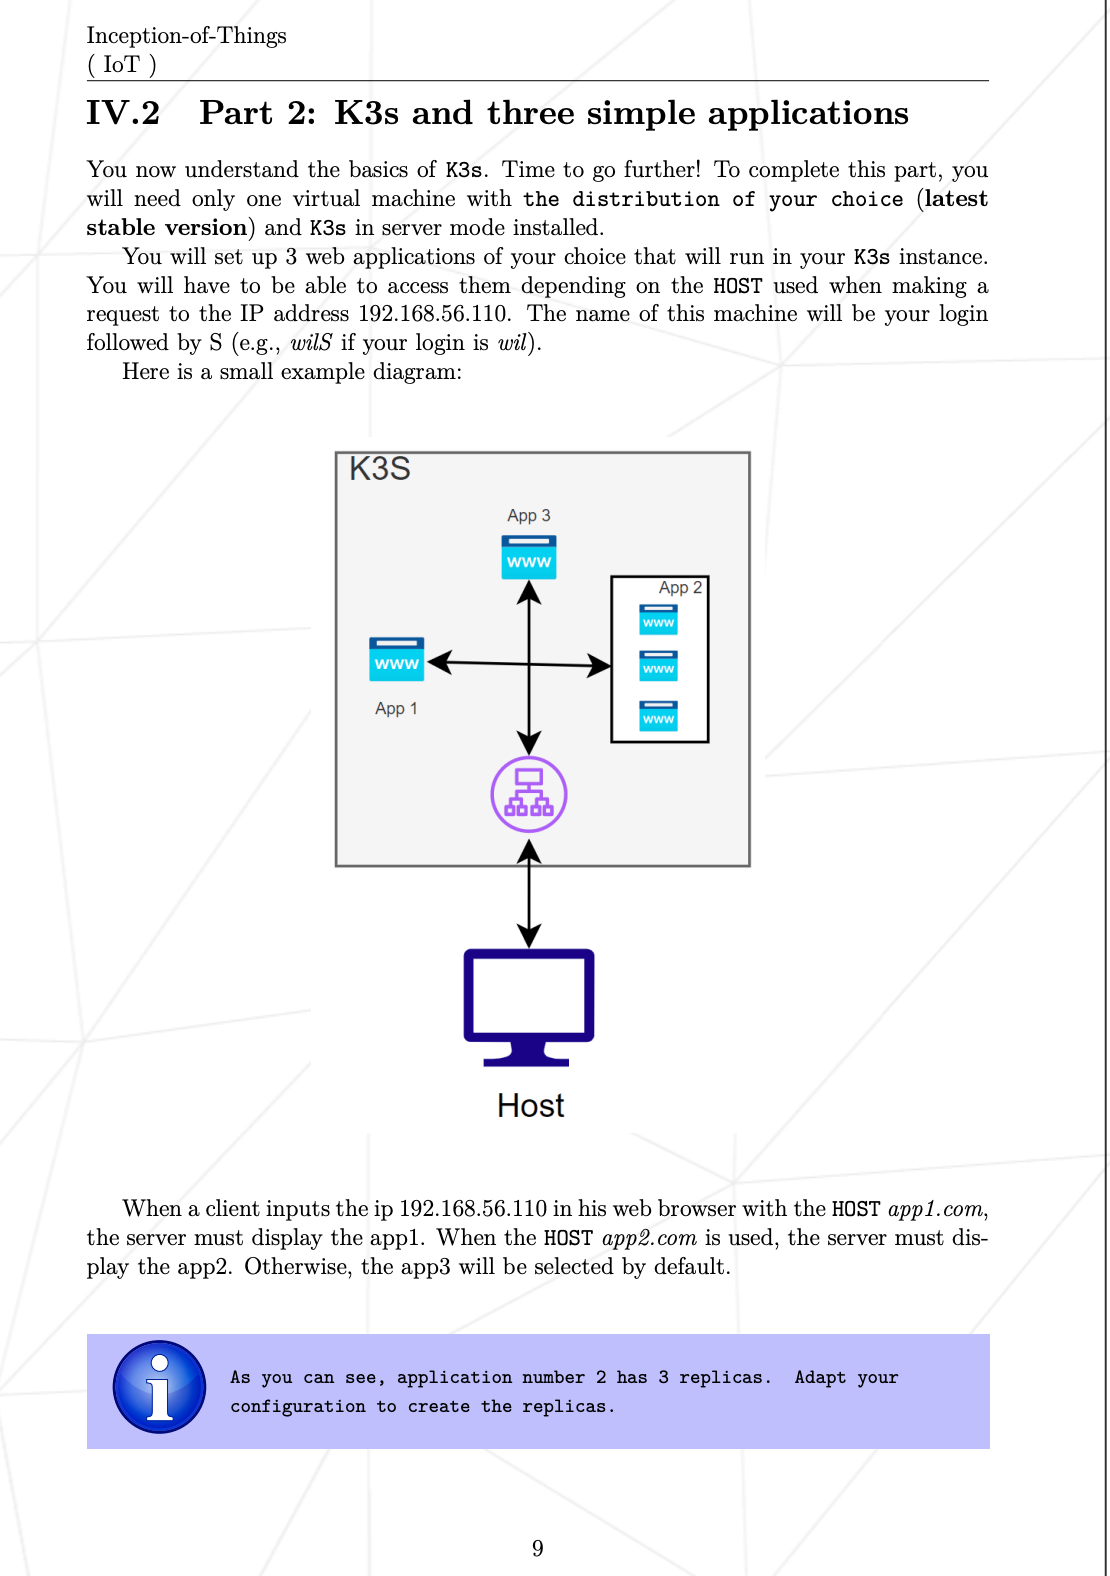 Inception-of-Things
( IoT )
IV.2 Part 2: K3s and three simple applications
You now understand the basics of K3s. Time to go further! To complete this part, you
will need only one virtual machine with the distribution of your choice (latest
stable version) and K3s in server mode installed.
You will set up 3 web applications of your choice that will run in your K3s instance.
You will have to be able to access them depending on the HOST used when making a
request to the IP address 192.168.56.110. The name of this machine will be your login
followed by S (e.g., wilS if your login is wil).
Here is a small example diagram:
K3S
App 3
www
App 2
www
www
www
www
App 1
Host
When a client inputs the ip 192.168.56.110 in his web browser with the HOST app1.com,
the server must display the app1. When the HOST app2.com is used, the server must dis-
play the app2. Otherwise, the app3 will be selected by default.
As you can see, application number 2 has 3 replicas. Adapt your
configuration to create the replicas.
9